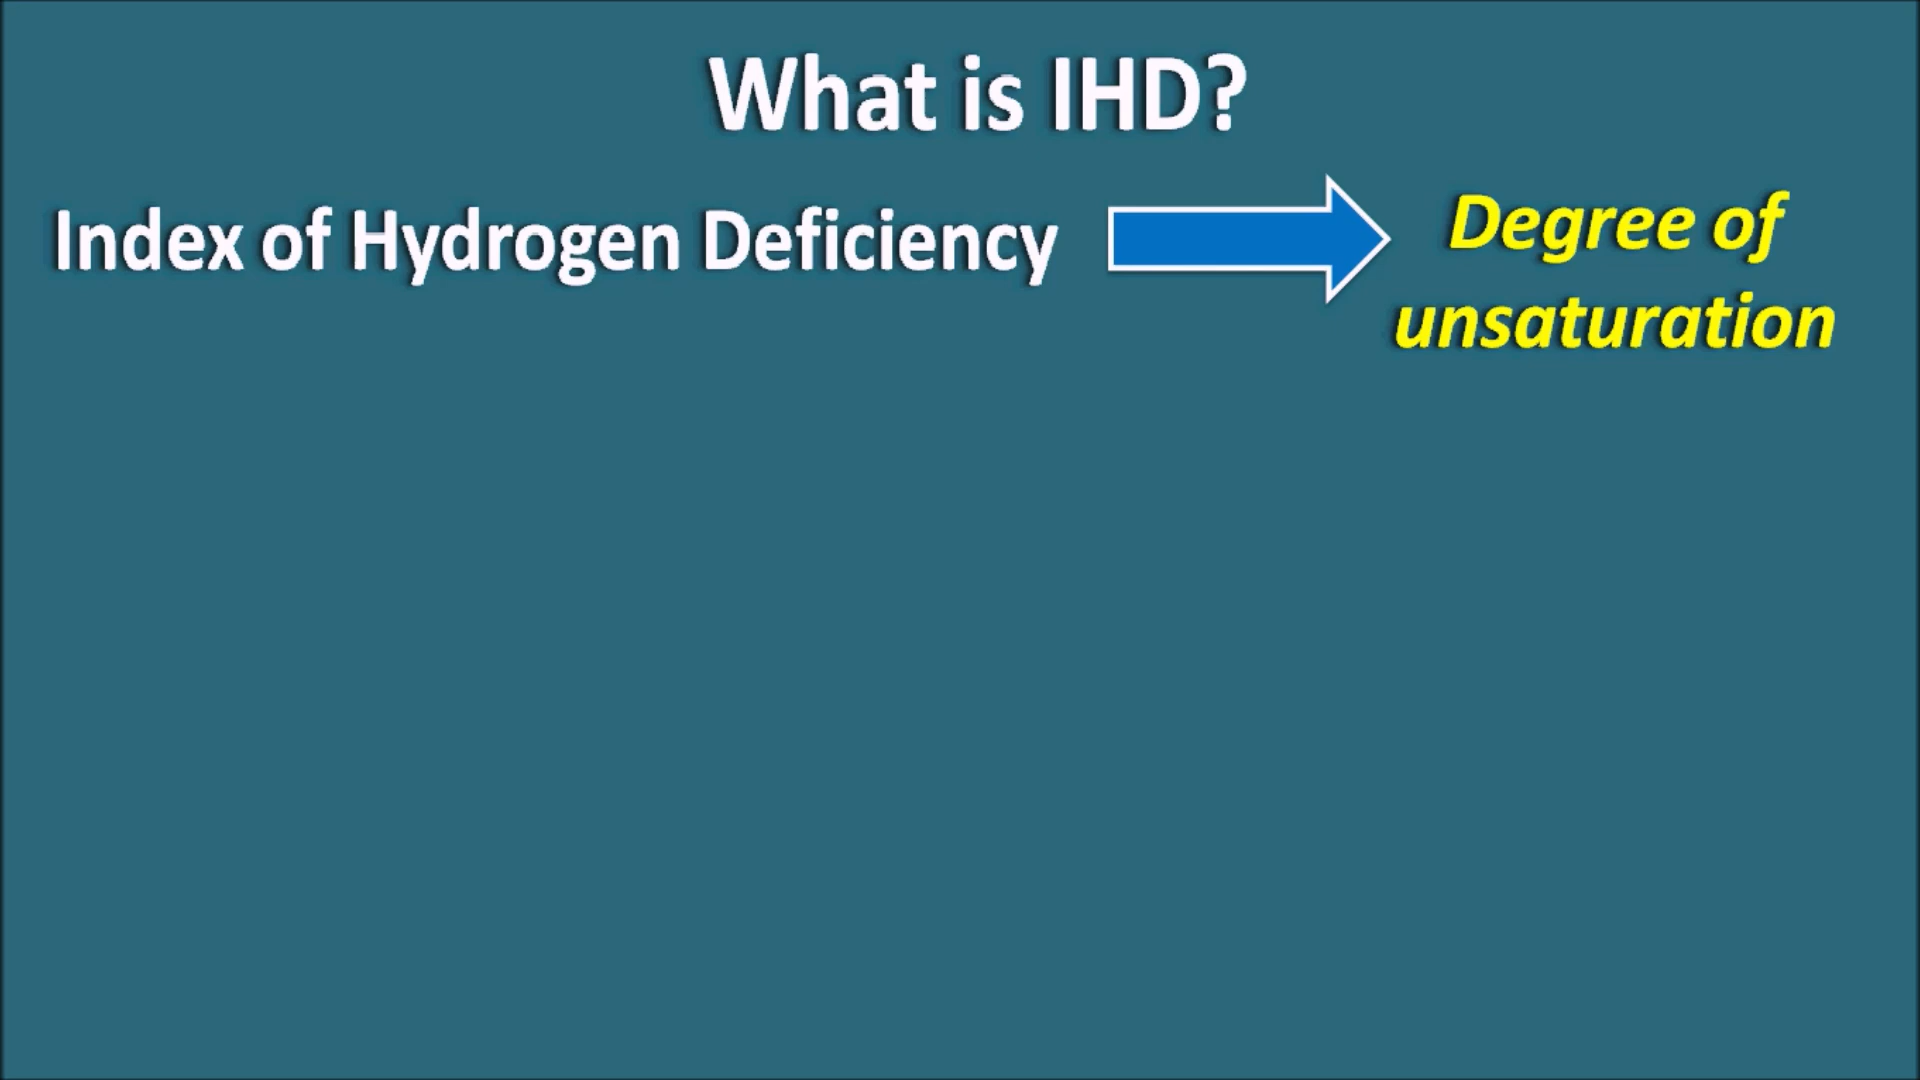 What is IHD?
Index of Hydrogen Deficiency
Degree of
unsaturation